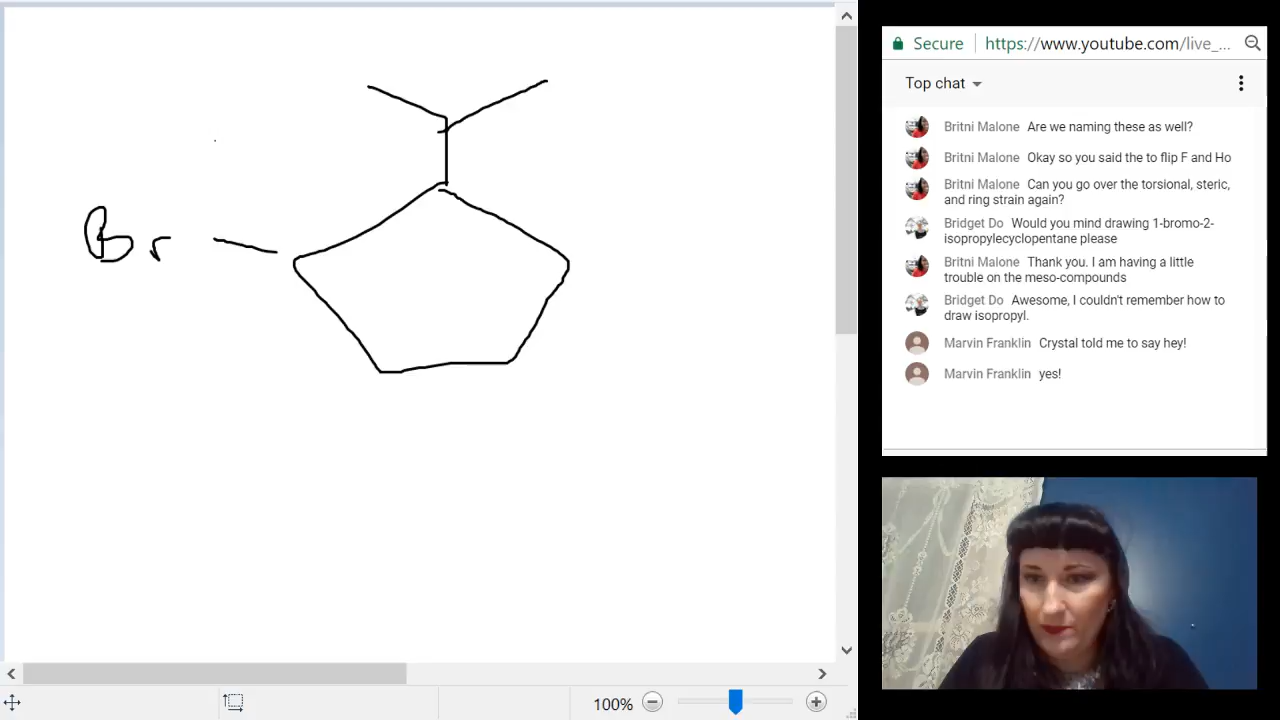 Br
Secure https://www.youtube.com/live_...
Top chat
Britni Malone Are we naming these as well?
Britni Malone Okay so you said the to flip F and Ho
Britni Malone Can you go over the torsional, steric,
and ring strain again?
Bridget Do Would you mind drawing 1-bromo-2-
isopropylecyclopentane please
Britni Malone Thank you. I am having a little
trouble on the meso-compounds
Bridget Do Awesome, I couldn't remember how to
draw isopropyl.
Marvin Franklin Crystal told me to say hey!
Marvin Franklin yes!
100%